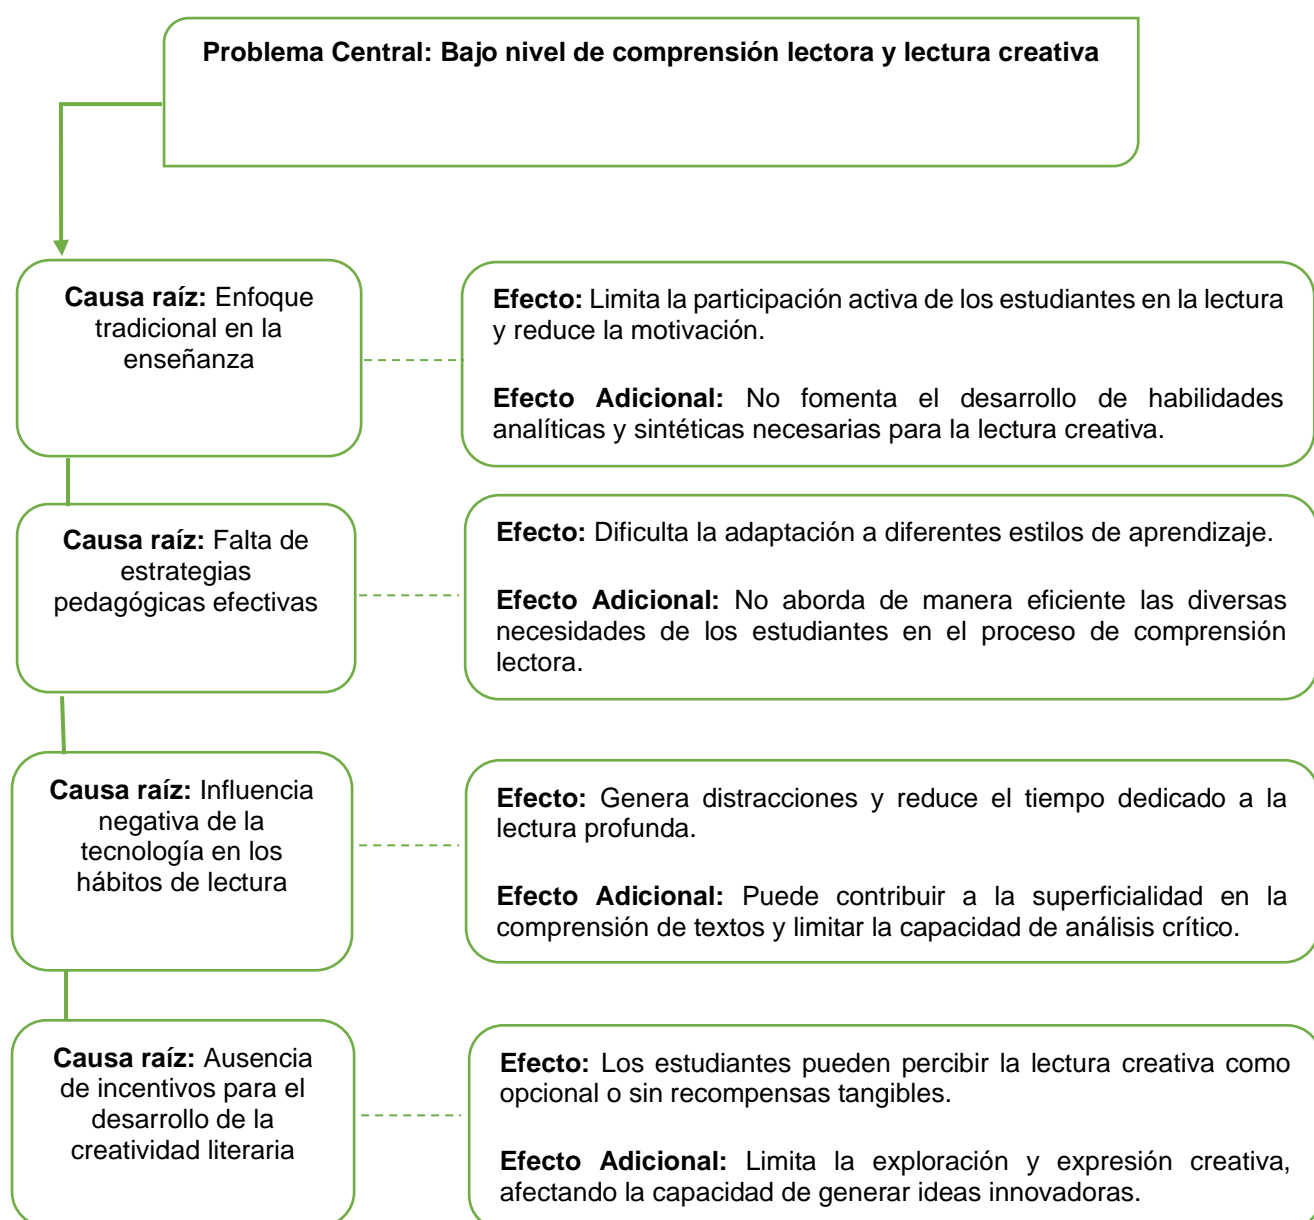 Problema Central: Bajo nivel de comprensión lectora y lectura creativa
Causa raíz: Enfoque
tradicional en la
enseñanza
Efecto: Limita la participación activa de los estudiantes en la lectura
y reduce la motivación.
Efecto Adicional: No fomenta el desarrollo de habilidades
analíticas y sintéticas necesarias para la lectura creativa.
Causa raíz: Falta de
estrategias
pedagógicas efectivas
Efecto: Dificulta la adaptación a diferentes estilos de aprendizaje.
Efecto Adicional: No aborda de manera eficiente las diversas
necesidades de los estudiantes en el proceso de comprensión
lectora.
Causa raíz: Influencia
negativa de la
tecnología en los
hábitos de lectura
Efecto: Genera distracciones y reduce el tiempo dedicado a la
lectura profunda.
Efecto Adicional: Puede contribuir a la superficialidad en la
comprensión de textos y limitar la capacidad de análisis crítico.
Causa raíz: Ausencia
de incentivos para el
desarrollo de la
creatividad literaria
Efecto: Los estudiantes pueden percibir la lectura creativa como
opcional o sin recompensas tangibles.
Efecto Adicional: Limita la exploración y expresión creativa,
afectando la capacidad de generar ideas innovadoras.